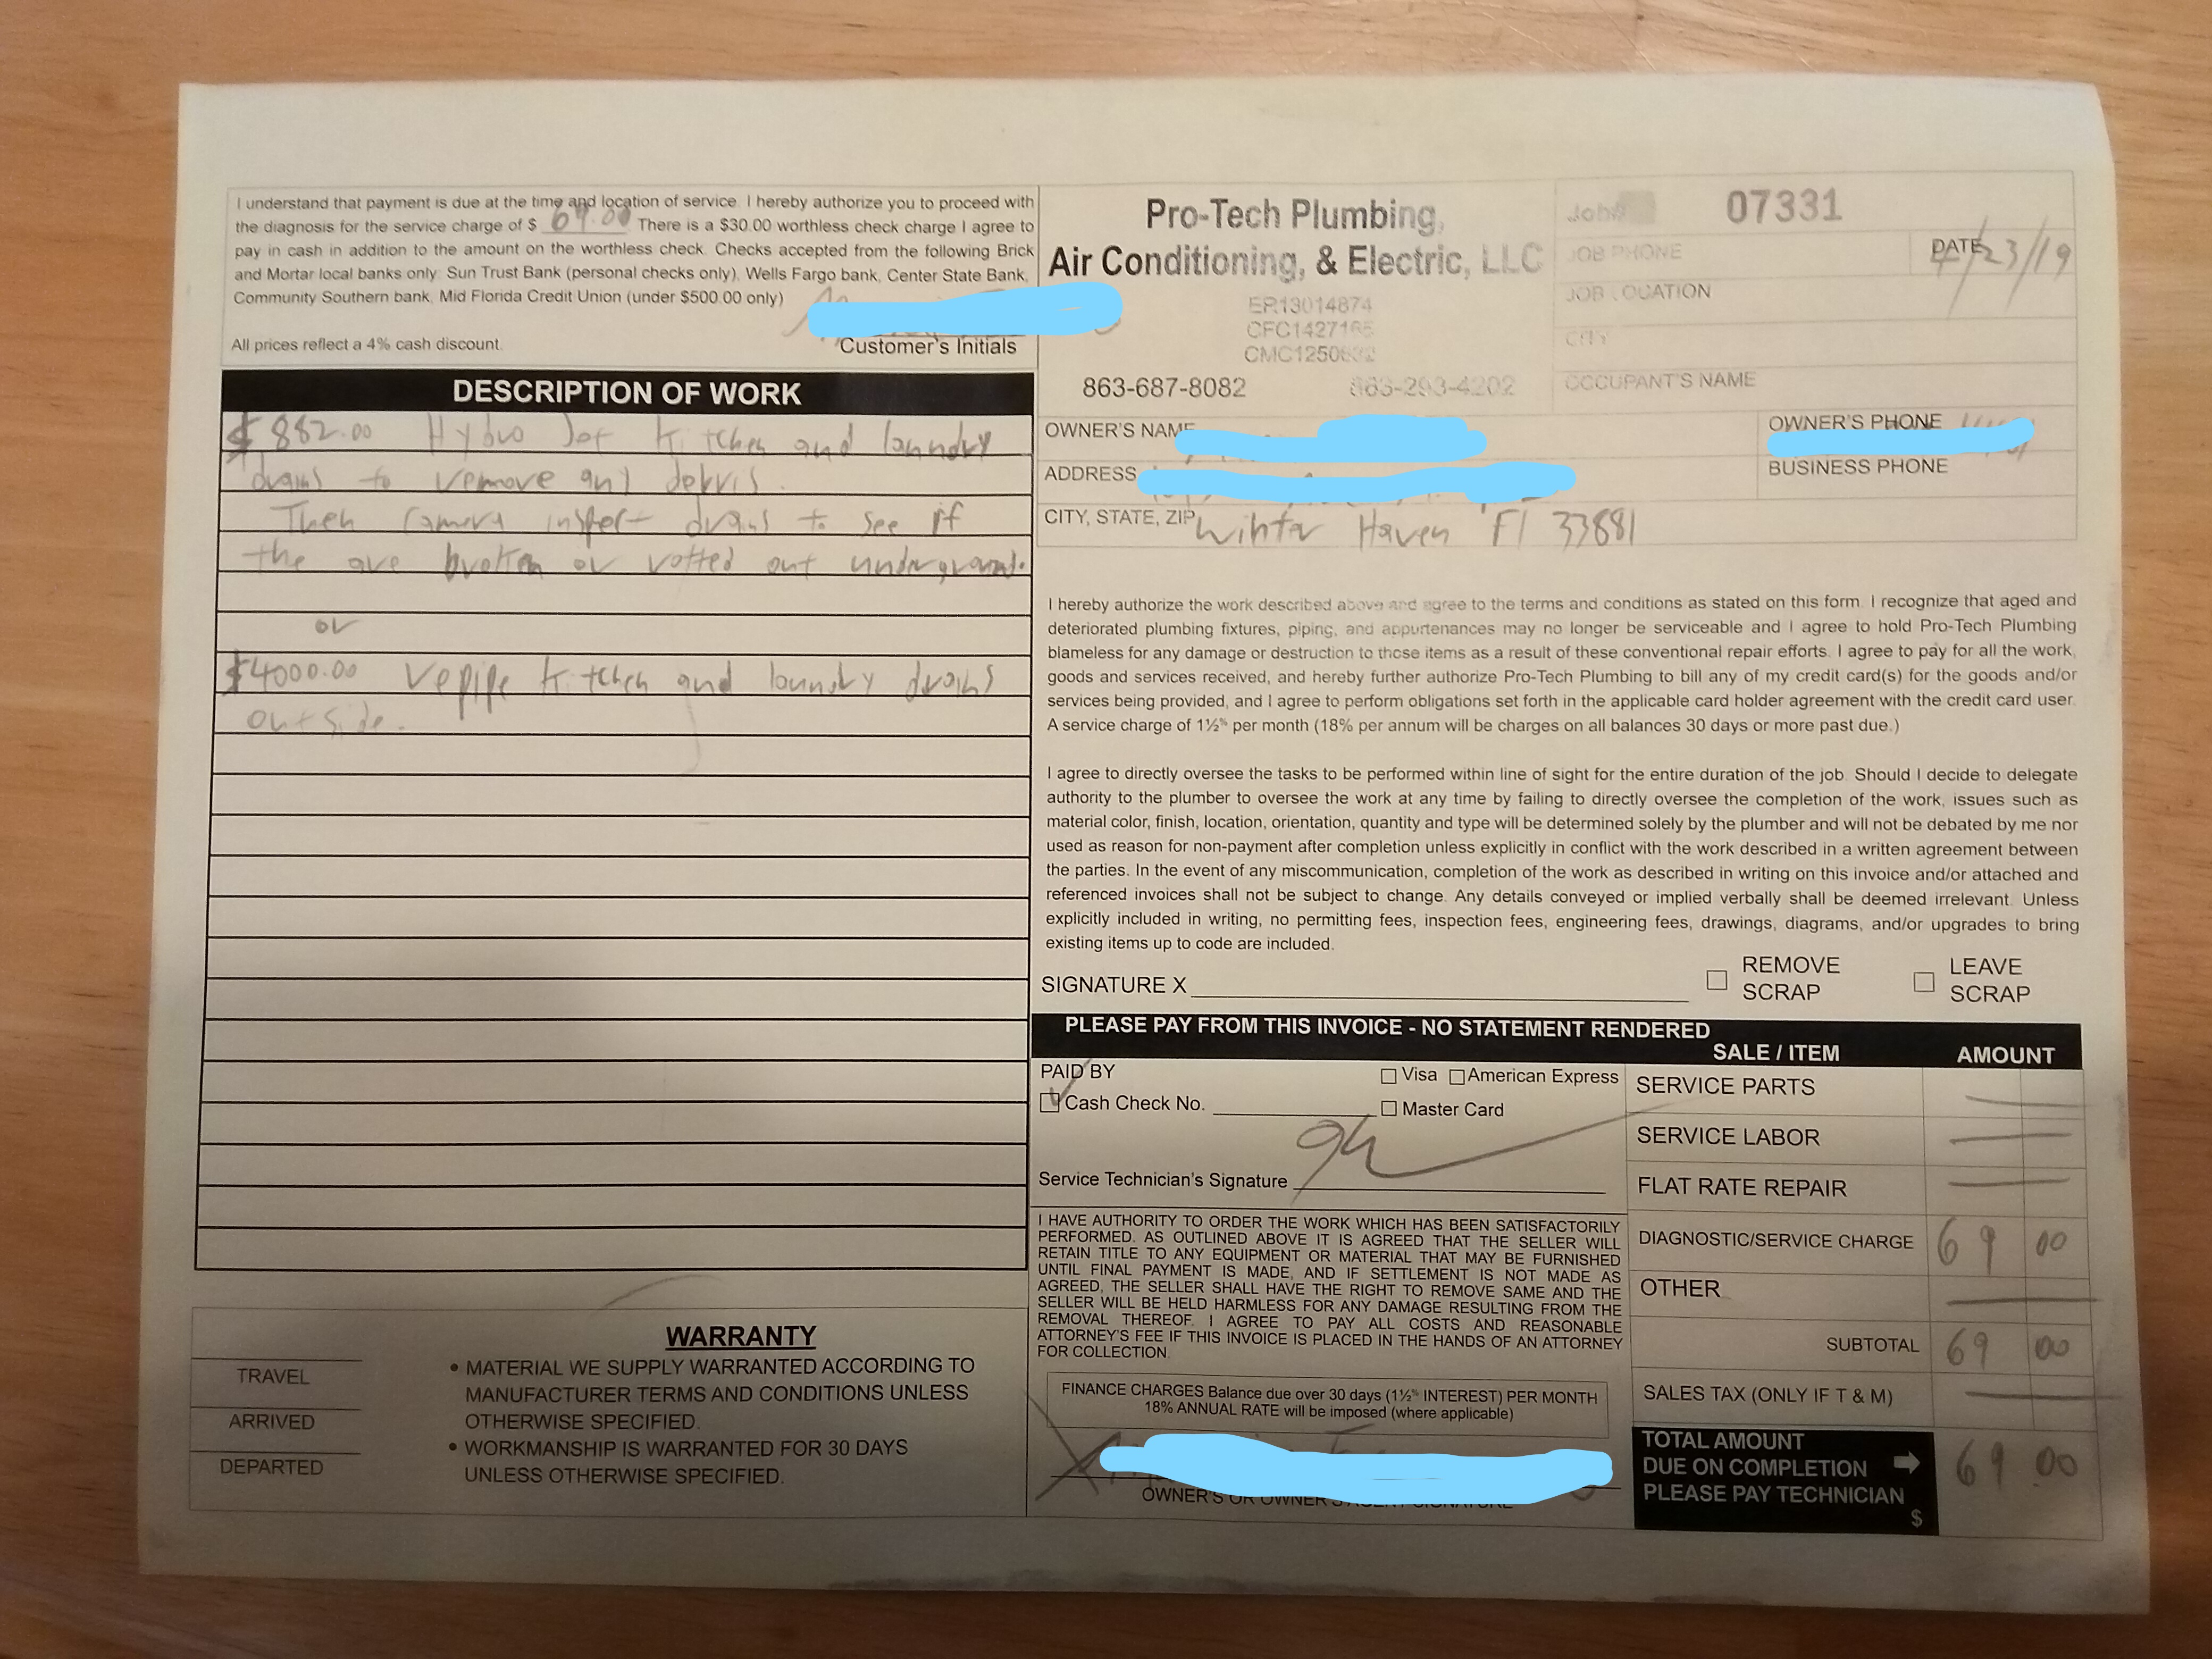 I understand that payment is due at the time and location of service. I hereby authorize you to proceed with
the diagnosis for the service charge of $ 69.00 There is a $30.00 worthless check charge I agree to
pay in cash in addition to the amount on the worthless check. Checks accepted from the following Brick
and Mortar local banks only: Sun Trust Bank (personal checks only), Wells Fargo bank, Center State Bank,
Community Southern bank, Mid Florida Credit Union (under $500.00 only)
All prices reflect a 4% cash discount.
Customer's Initials
Pro-Tech Plumbing,
Air Conditioning, & Electric, LLC
ER13014874
CFC1427165
863-687-8082 863-293-4202
Job# 07331
JOB PHONE
DATE /23/19
JOB LOCATION
CITY
OCCUPANT'S NAME
OWNER'S NAME
OWNER'S PHONE
ADDRESS
BUSINESS PHONE
CITY, STATE, ZIP Winter Haven Fl 33881
DESCRIPTION OF WORK
$882.00 Hydro Jet kitchen and laundry
drains to remove any debris.
Then camera inspect drains to see if
the are broken or rotted out underground.
or
$4000.00 repipe kitchen and laundry drains
outside.
I hereby authorize the work described above and agree to the terms and conditions as stated on this form. I recognize that aged and
deteriorated plumbing fixtures, piping, and appurtenances may no longer be serviceable and I agree to hold Pro-Tech Plumbing
blameless for any damage or destruction to those items as a result of these conventional repair efforts. I agree to pay for all the work,
goods and services received, and hereby further authorize Pro-Tech Plumbing to bill any of my credit card(s) for the goods and/or
services being provided, and I agree to perform obligations set forth in the applicable card holder agreement with the credit card user.
A service charge of 1½% per month (18% per annum will be charges on all balances 30 days or more past due.)
I agree to directly oversee the tasks to be performed within line of sight for the entire duration of the job. Should I decide to delegate
authority to the plumber to oversee the work at any time by failing to directly oversee the completion of the work, issues such as
material color, finish, location, orientation, quantity and type will be determined solely by the plumber and will not be debated by me nor
used as reason for non-payment after completion unless explicitly in conflict with the work described in a written agreement between
the parties. In the event of any miscommunication, completion of the work as described in writing on this invoice and/or attached and
referenced invoices shall not be subject to change. Any details conveyed or implied verbally shall be deemed irrelevant. Unless
explicitly included in writing, no permitting fees, inspection fees, engineering fees, drawings, diagrams, and/or upgrades to bring
existing items up to code are included.
SIGNATURE X
REMOVE SCRAP
LEAVE SCRAP
PLEASE PAY FROM THIS INVOICE - NO STATEMENT RENDERED
SALE / ITEM AMOUNT
PAID BY
Visa American Express
Cash Check No. Master Card
Service Technician's Signature
SERVICE PARTS
SERVICE LABOR
FLAT RATE REPAIR
DIAGNOSTIC/SERVICE CHARGE 69 00
OTHER
SUBTOTAL 69 00
SALES TAX (ONLY IF T & M)
TOTAL AMOUNT
DUE ON COMPLETION
PLEASE PAY TECHNICIAN
$ 69.00
I HAVE AUTHORITY TO ORDER THE WORK WHICH HAS BEEN SATISFACTORILY
PERFORMED. AS OUTLINED ABOVE IT IS AGREED THAT THE SELLER WILL
RETAIN TITLE TO ANY EQUIPMENT OR MATERIAL THAT MAY BE FURNISHED
UNTIL FINAL PAYMENT IS MADE, AND IF SETTLEMENT IS NOT MADE AS
AGREED, THE SELLER SHALL HAVE THE RIGHT TO REMOVE SAME AND THE
SELLER WILL BE HELD HARMLESS FOR ANY DAMAGE RESULTING FROM THE
REMOVAL THEREOF. I AGREE TO PAY ALL COSTS AND REASONABLE
ATTORNEY'S FEE IF THIS INVOICE IS PLACED IN THE HANDS OF AN ATTORNEY
FOR COLLECTION.
FINANCE CHARGES Balance due over 30 days (1½% INTEREST) PER MONTH
18% ANNUAL RATE will be imposed (where applicable)
X
OWNER'S OR OWNER'S AGENT SIGNATURE
TRAVEL
ARRIVED
DEPARTED
WARRANTY
• MATERIAL WE SUPPLY WARRANTED ACCORDING TO
MANUFACTURER TERMS AND CONDITIONS UNLESS
OTHERWISE SPECIFIED.
• WORKMANSHIP IS WARRANTED FOR 30 DAYS
UNLESS OTHERWISE SPECIFIED.